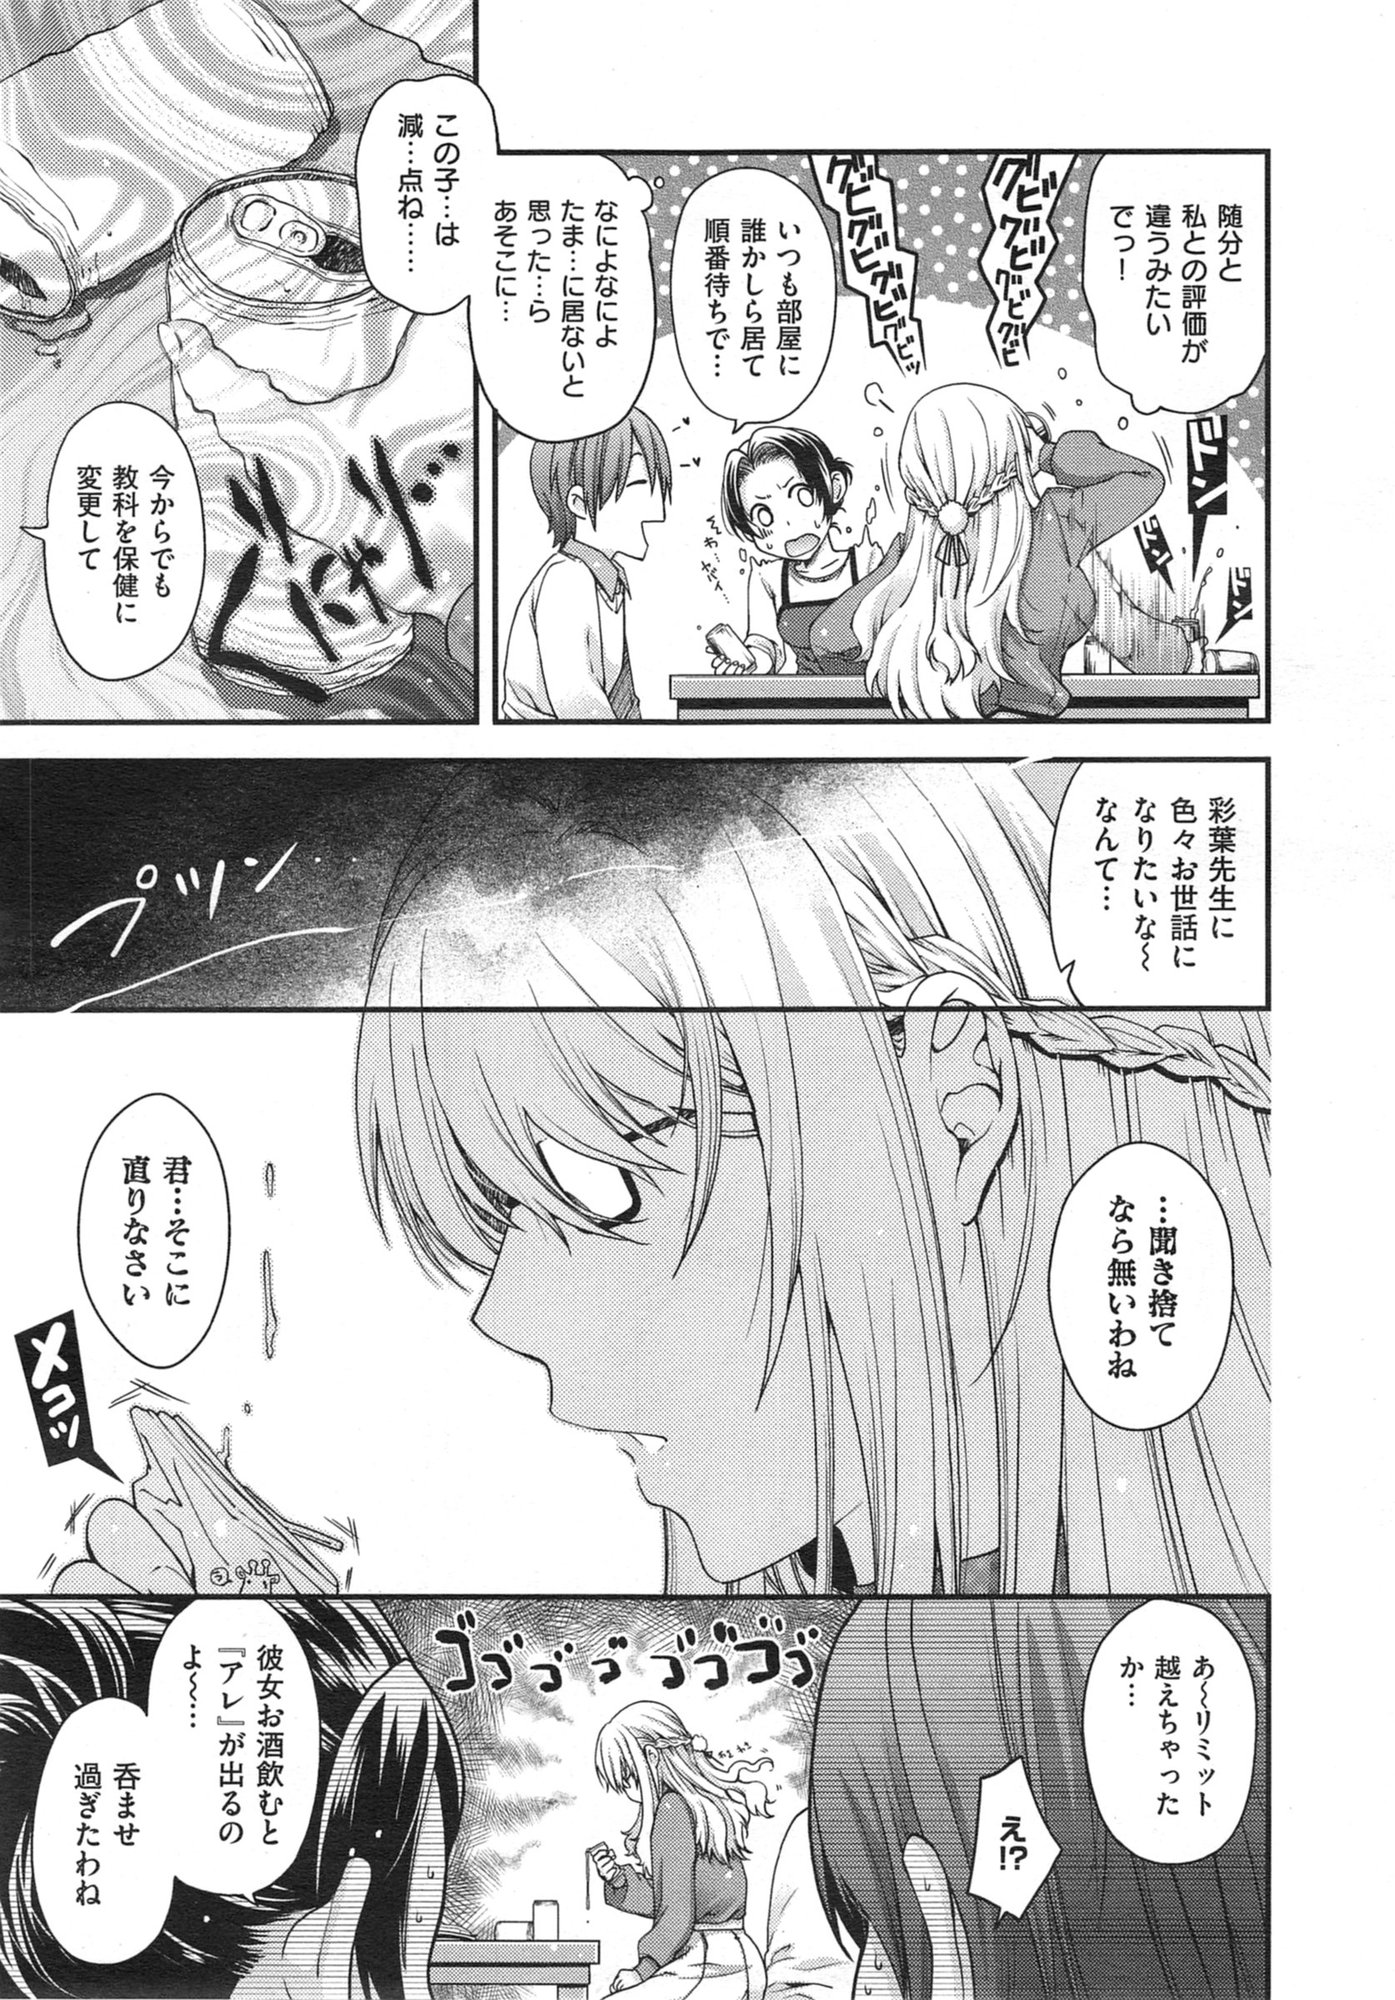 随分と
私との評価が
違うみたい
でっ！
グビグビグビ
グビグビグビッ
ドンッ
ドンッ
ドンッ
いつも部屋に
誰かしら居て
順番待ちで…
なによなによ
たま…に居ないと
思った…ら
あそこに…
この子…は
減…点ね……
今からでも
教科を保健に
変更して
彩葉先生に
色々お世話に
なりたいな～
なんて…
プツン
…聞き捨て
なら無いわね
君…そこに
直りなさい
メコッ
あ～リミット
越えちゃった
か…
え!?
ゴゴゴゴゴゴゴゴ
彼女お酒飲むと
『アレ』が出るの
よ～…
呑ませ
過ぎたわね